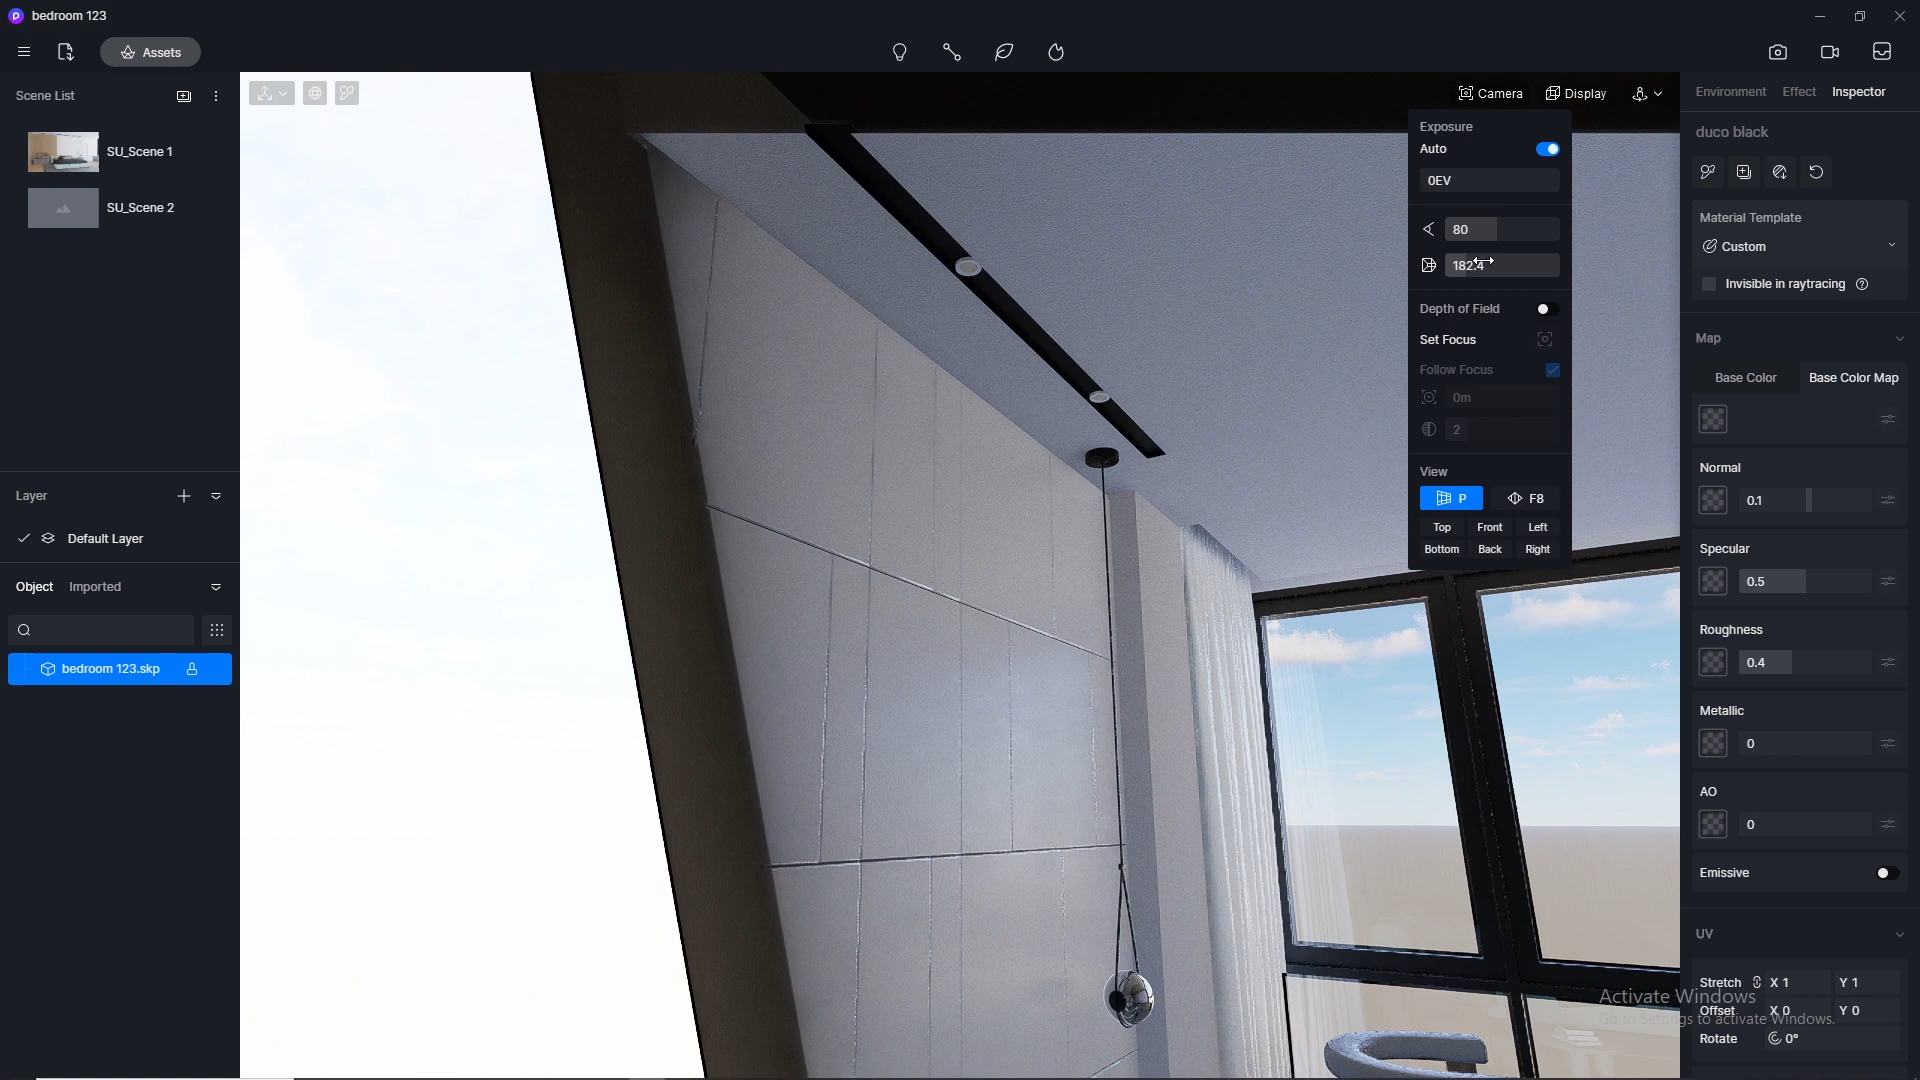 bedroom 123
Assets
Scene List
SU_Scene 1
SU_Scene 2
Layer
Default Layer
Object Imported
bedroom 123.skp
Camera Display
Exposure
Auto
0EV
80
182.4
Depth of Field
Set Focus
Follow Focus
0m
2
View
P F8
Top Front Left
Bottom Back Right
Environment Effect Inspector
duco black
Material Template
Custom
Invisible in raytracing
Map
Base Color Base Color Map
Normal
0.1
Specular
0.5
Roughness
0.4
Metallic
0
AO
0
Emissive
UV
Stretch X 1 Y 1
Offset X 0 Y 0
Rotate 0°
Activate Windows
Go to Settings to activate Windows.